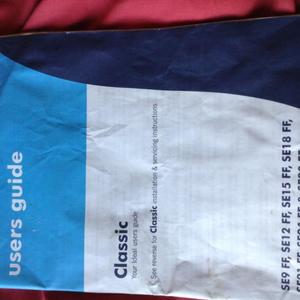 users guide
Classic
Your Ideal users guide
See reverse for Classic installation & servicing instructions
SE9 FF, SE12 FF, SE15 FF, SE18 FF,